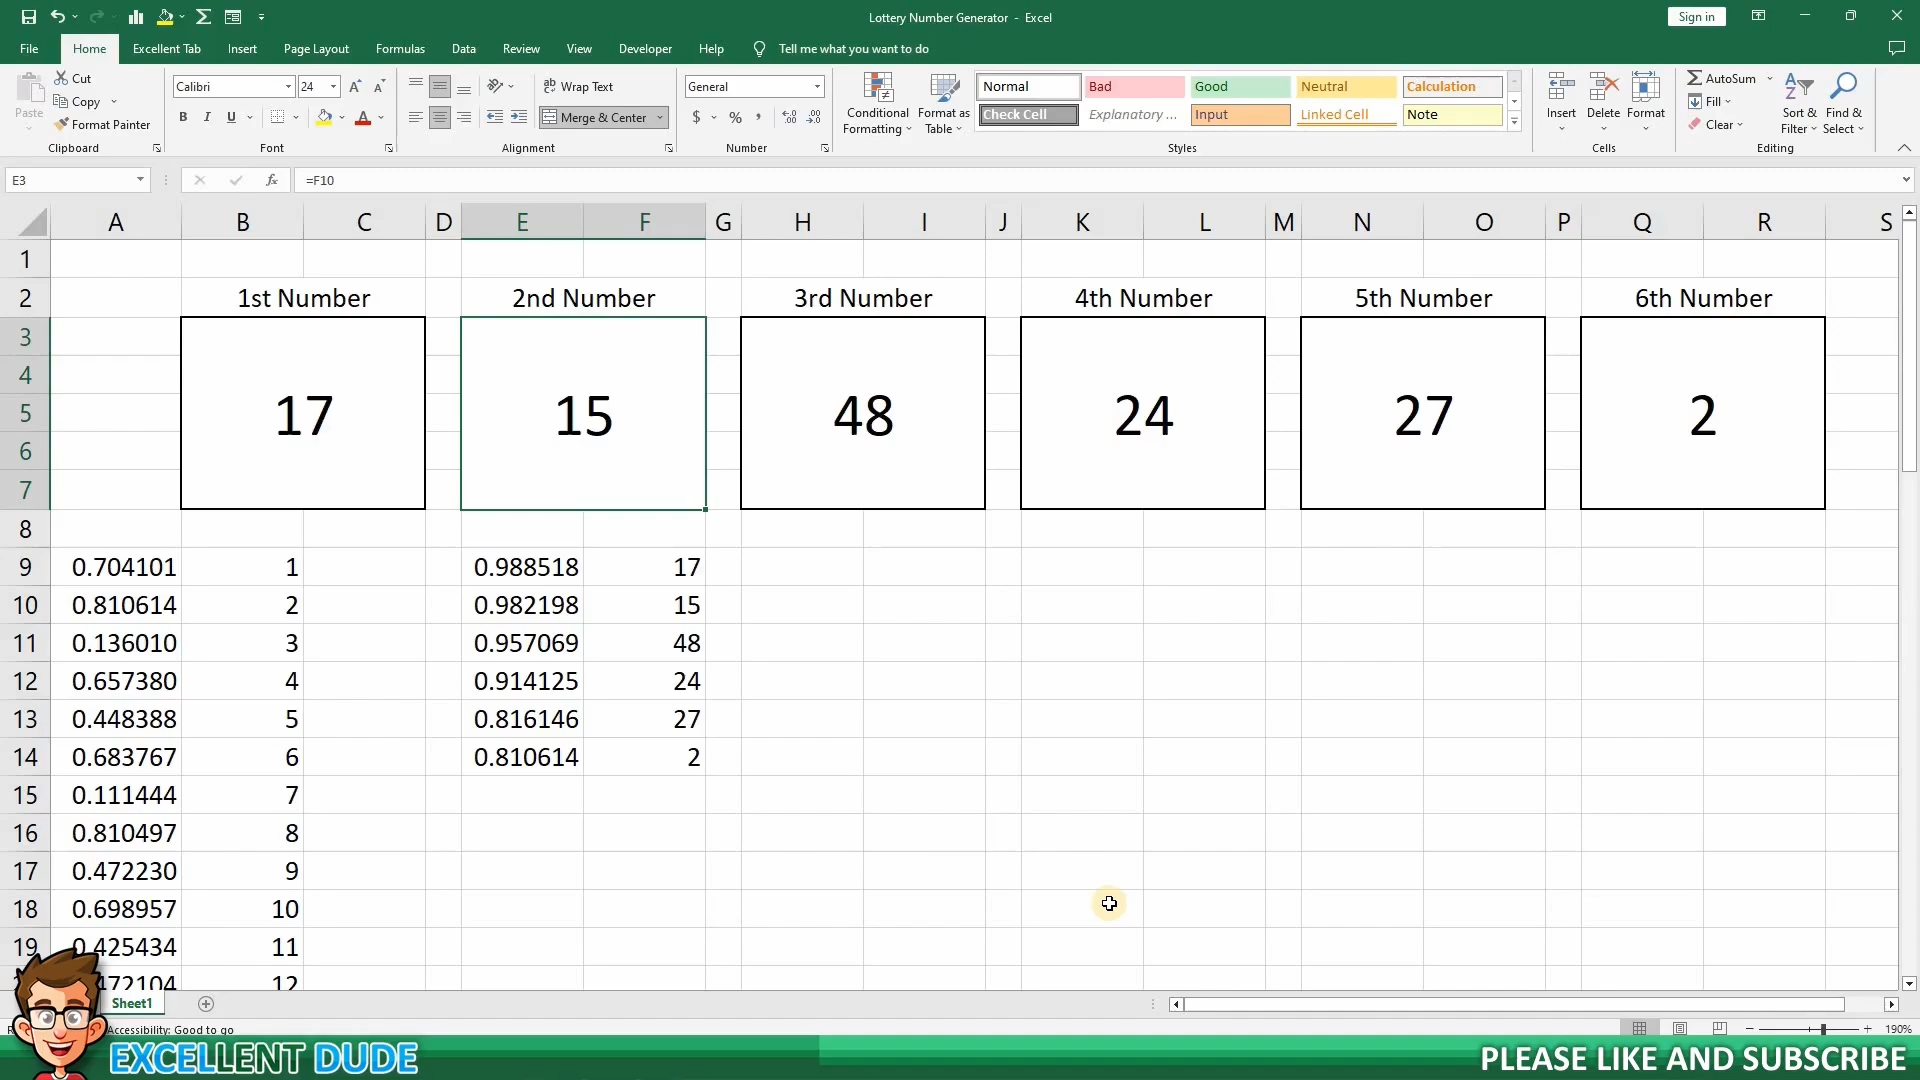 Lottery Number Generator - Excel
Sign in
File Home Excellent Tab Insert Page Layout Formulas Data Review View Developer Help Tell me what you want to do
Paste
Cut
Copy
Format Painter
Clipboard
Calibri 24
B I U
Font
Wrap Text
Merge & Center
Alignment
General
$ % ,
Number
Conditional Formatting
Format as Table
Normal Bad Good Neutral Calculation
Check Cell Explanatory ... Input Linked Cell Note
Styles
Insert Delete Format
Cells
AutoSum
Fill
Clear
Sort & Filter
Find & Select
Editing
E3 fx =F10
A B C D E F G H I J K L M N O P Q R S
1
2 1st Number 2nd Number 3rd Number 4th Number 5th Number 6th Number
3
4
5 17 15 48 24 27 2
6
7
8
9 0.704101 1 0.988518 17
10 0.810614 2 0.982198 15
11 0.136010 3 0.957069 48
12 0.657380 4 0.914125 24
13 0.448388 5 0.816146 27
14 0.683767 6 0.810614 2
15 0.111444 7
16 0.810497 8
17 0.472230 9
18 0.698957 10
19 0.425434 11
472104 12
Sheet1
Accessibility: Good to go
190%
EXCELLENT DUDE
PLEASE LIKE AND SUBSCRIBE